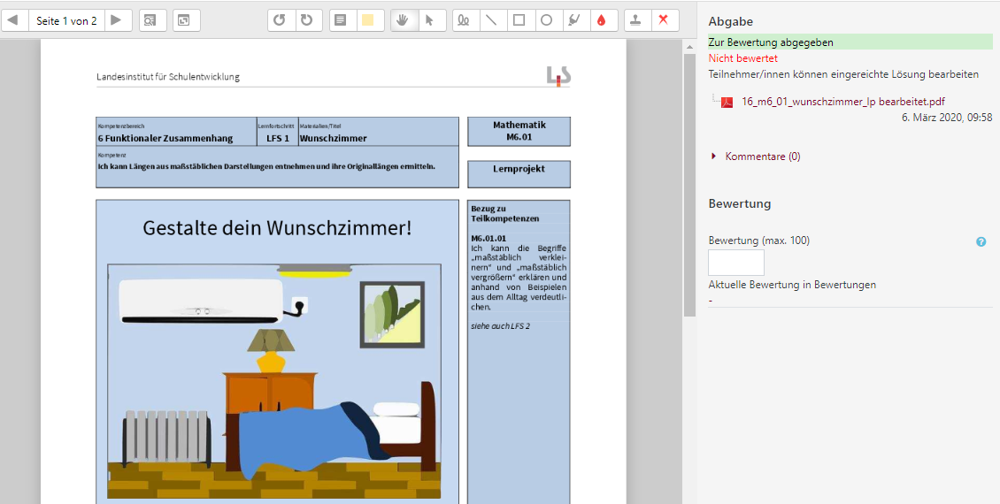 Seite 1 von 2
Landesinstitut für Schulentwicklung
LS
Kompetenzbereich
6 Funktionaler Zusammenhang
Lernfortschritt
LFS 1
Materialien/Titel
Wunschzimmer
Kompetenz
Ich kann Längen aus maßstäblichen Darstellungen entnehmen und ihre Originallängen ermitteln.
Mathematik
M6.01
Lernprojekt
Gestalte dein Wunschzimmer!
Bezug zu
Teilkompetenzen
M6.01.01
Ich kann die Begriffe
„maßstäblich verklei-
nern“ und „maßstäblich
vergrößern“ erklären und
anhand von Beispielen
aus dem Alltag verdeutli-
chen.
siehe auch LFS 2
Abgabe
Zur Bewertung abgegeben
Nicht bewertet
Teilnehmer/innen können eingereichte Lösung bearbeiten
16_m6_01_wunschzimmer_lp bearbeitet.pdf
6. März 2020, 09:58
Kommentare (0)
Bewertung
Bewertung (max. 100)
?
Aktuelle Bewertung in Bewertungen
-